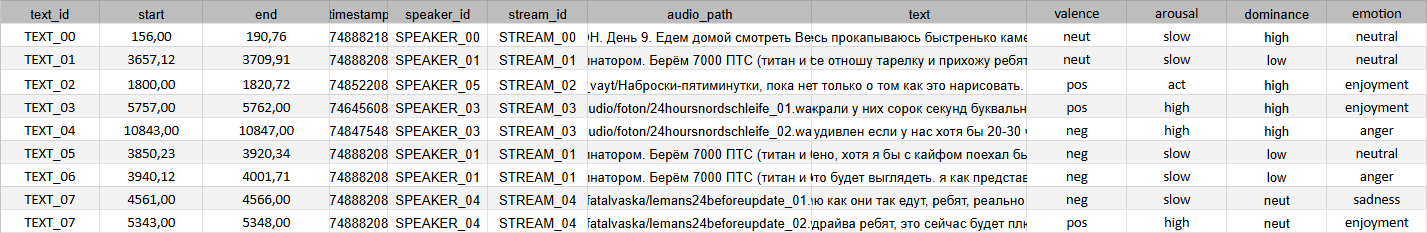 text_id start end timestamp speaker_id stream_id audio_path text valence arousal dominance emotion
TEXT_00 156,00 190,76 74888218 SPEAKER_00 STREAM_00 ЭН. День 9. Едем домой смотреть Весь прокапываюсь быстренько каме neut slow high neutral
TEXT_01 3657,12 3709,91 74888208 SPEAKER_01 STREAM_01 инатором. Берём 7000 ПТС (титан и се отношу тарелку и прихожу ребят neut slow low neutral
TEXT_02 1800,00 1820,72 74852208 SPEAKER_05 STREAM_02 _vayt/Наброски-пятиминутки, пока нет только о том как это нарисовать. pos act high enjoyment
TEXT_03 5757,00 5762,00 74645608 SPEAKER_03 STREAM_03 udio/foton/24hoursnordschleife_01.wa крали у них сорок секунд буквальн pos high high enjoyment
TEXT_04 10843,00 10847,00 74847548 SPEAKER_03 STREAM_03 udio/foton/24hoursnordschleife_02.wa удивлен если у нас хотя бы 20-30 neg high high anger
TEXT_05 3850,23 3920,34 74888208 SPEAKER_01 STREAM_01 инатором. Берём 7000 ПТС (титан и бено, хотя я бы с кайфом поехал бы neg slow low neutral
TEXT_06 3940,12 4001,71 74888208 SPEAKER_01 STREAM_01 инатором. Берём 7000 ПТС (титан и это будет выглядеть. я как представ neg slow low anger
TEXT_07 4561,00 4566,00 74888208 SPEAKER_04 STREAM_04 fatalvaska/lemans24beforeupdate_01. ю как они так едут, ребят, реально neg slow neut sadness
TEXT_07 5343,00 5348,00 74888208 SPEAKER_04 STREAM_04 fatalvaska/lemans24beforeupdate_02. драйва ребят, это сейчас будет плю pos high neut enjoyment